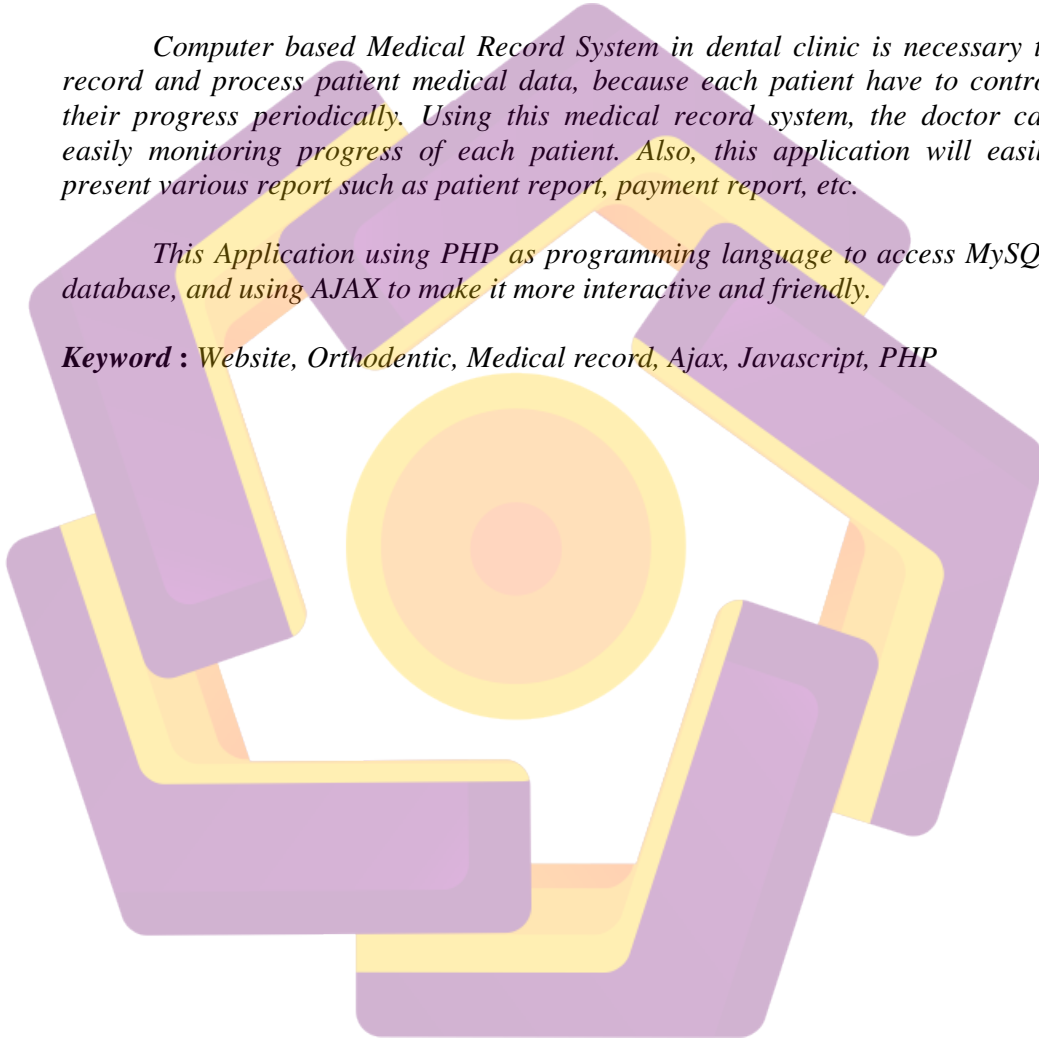 Computer based Medical Record System in dental clinic is necessary t
record and process patient medical data, because each patient have to contro
their progress periodically. Using this medical record system, the doctor ca
easily monitoring progress of each patient. Also, this application will easil
present various report such as patient report, payment report, etc.
This Application using PHP as programming language to access MySQ
database, and using AJAX to make it more interactive and friendly.
Keyword : Website, Orthodentic, Medical record, Ajax, Javascript, PHP